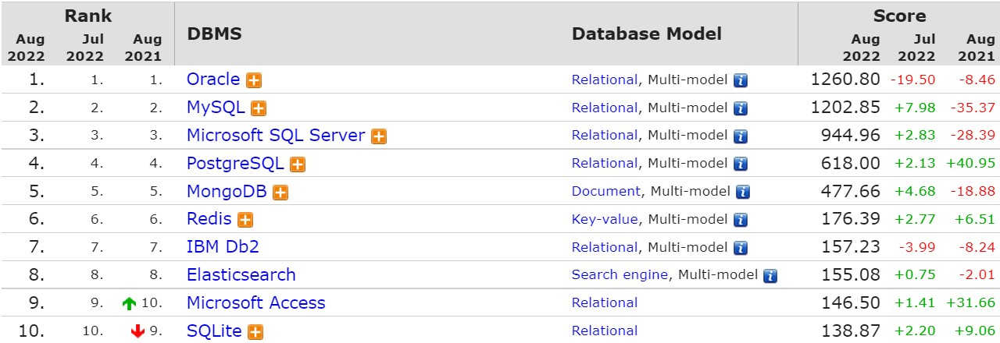 Rank DBMS Database Model Score
Aug 2022 Jul 2022 Aug 2021 Aug 2022 Jul 2022 Aug 2021
1. 1. 1. Oracle Relational, Multi-model 1260.80 -19.50 -8.46
2. 2. 2. MySQL Relational, Multi-model 1202.85 +7.98 -35.37
3. 3. 3. Microsoft SQL Server Relational, Multi-model 944.96 +2.83 -28.39
4. 4. 4. PostgreSQL Relational, Multi-model 618.00 +2.13 +40.95
5. 5. 5. MongoDB Document, Multi-model 477.66 +4.68 -18.88
6. 6. 6. Redis Key-value, Multi-model 176.39 +2.77 +6.51
7. 7. 7. IBM Db2 Relational, Multi-model 157.23 -3.99 -8.24
8. 8. 8. Elasticsearch Search engine, Multi-model 155.08 +0.75 -2.01
9. 9. 10. Microsoft Access Relational 146.50 +1.41 +31.66
10. 10. 9. SQLite Relational 138.87 +2.20 +9.06